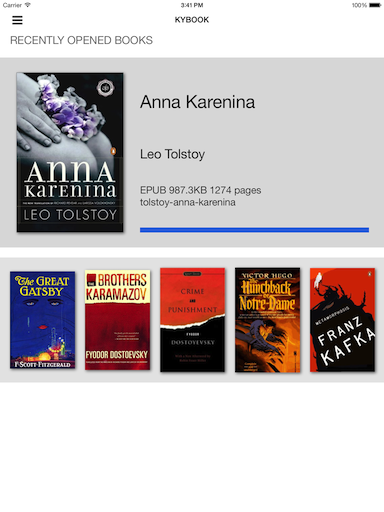 Carrier 3:41 PM 100%
KYBOOK
RECENTLY OPENED BOOKS
Anna Karenina
Leo Tolstoy
EPUB 987.3KB 1274 pages
tolstoy-anna-karenina
ANNA
KARENINA
LEO TOLSTOY
The GREAT
GATSBY
F·SCOTT·FITZGERALD
THE BROTHERS
KARAMAZOV
FYODOR DOSTOEVSKY
CRIME
AND
PUNISHMENT
FYODOR
DOSTOYEVSKY
VICTOR HUGO
The
Hunchback
of
Notre-Dame
METAMORPHOSIS
FRANZ
KAFKA